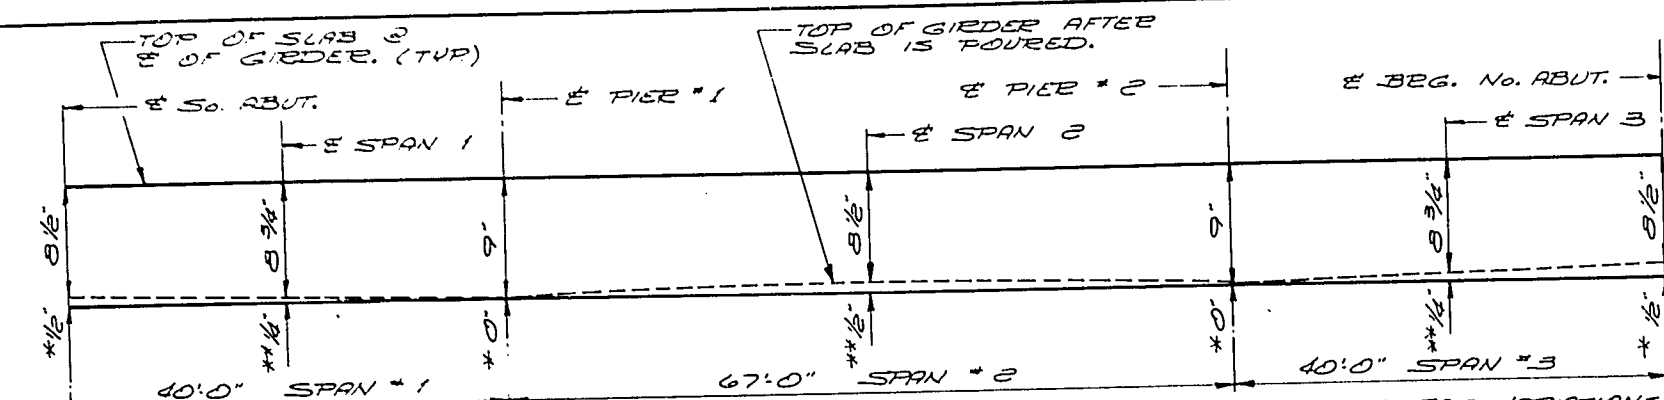 TOP OF SLAB @
℄ OF GIRDER. (TYP.)
TOP OF GIRDER AFTER
SLAB IS POURED.
℄ SO. ABUT.
℄ PIER #1
℄ PIER #2
℄ BRG. NO. ABUT.
℄ SPAN 1
℄ SPAN 2
℄ SPAN 3
8½"
8¾"
9"
8½"
9"
8¾"
8½"
*½"
**¼"
*0"
**½"
*0"
**¼"
*½"
40'-0" SPAN #1
67'-0" SPAN #2
40'-0" SPAN #3